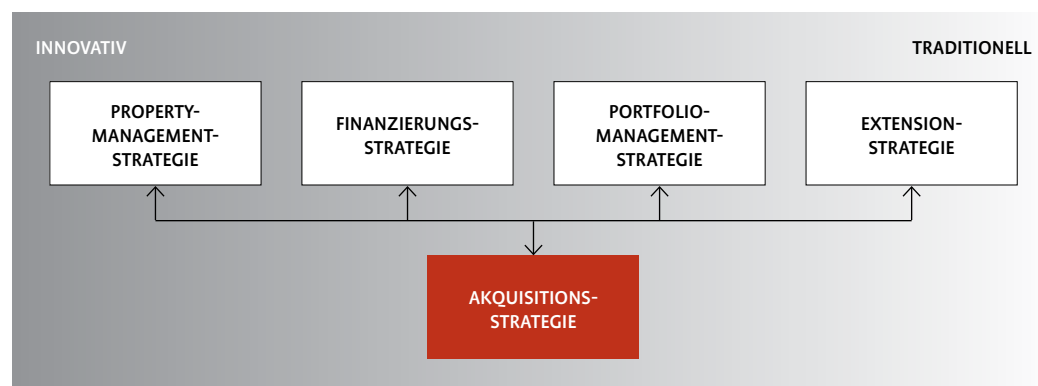 INNOVATIV
TRADITIONELL
PROPERTY-
MANAGEMENT-
STRATEGIE
FINANZIERUNGS-
STRATEGIE
PORTFOLIO-
MANAGEMENT-
STRATEGIE
EXTENSION-
STRATEGIE
AKQUISITIONS-
STRATEGIE